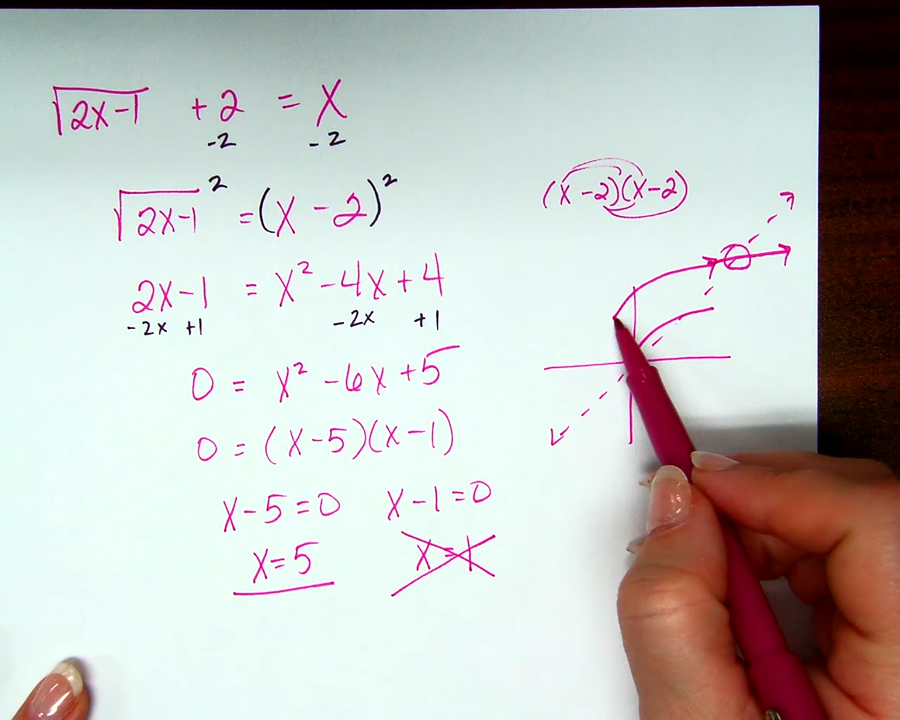 √2x-1 + 2 = x
-2 -2
√2x-1² = (x - 2)²
(x-2)(x-2)
2x-1 = x² - 4x + 4
-2x +1 -2x +1
0 = x² - 6x + 5
0 = (x-5)(x-1)
x-5=0 x-1=0
x=5 x=1